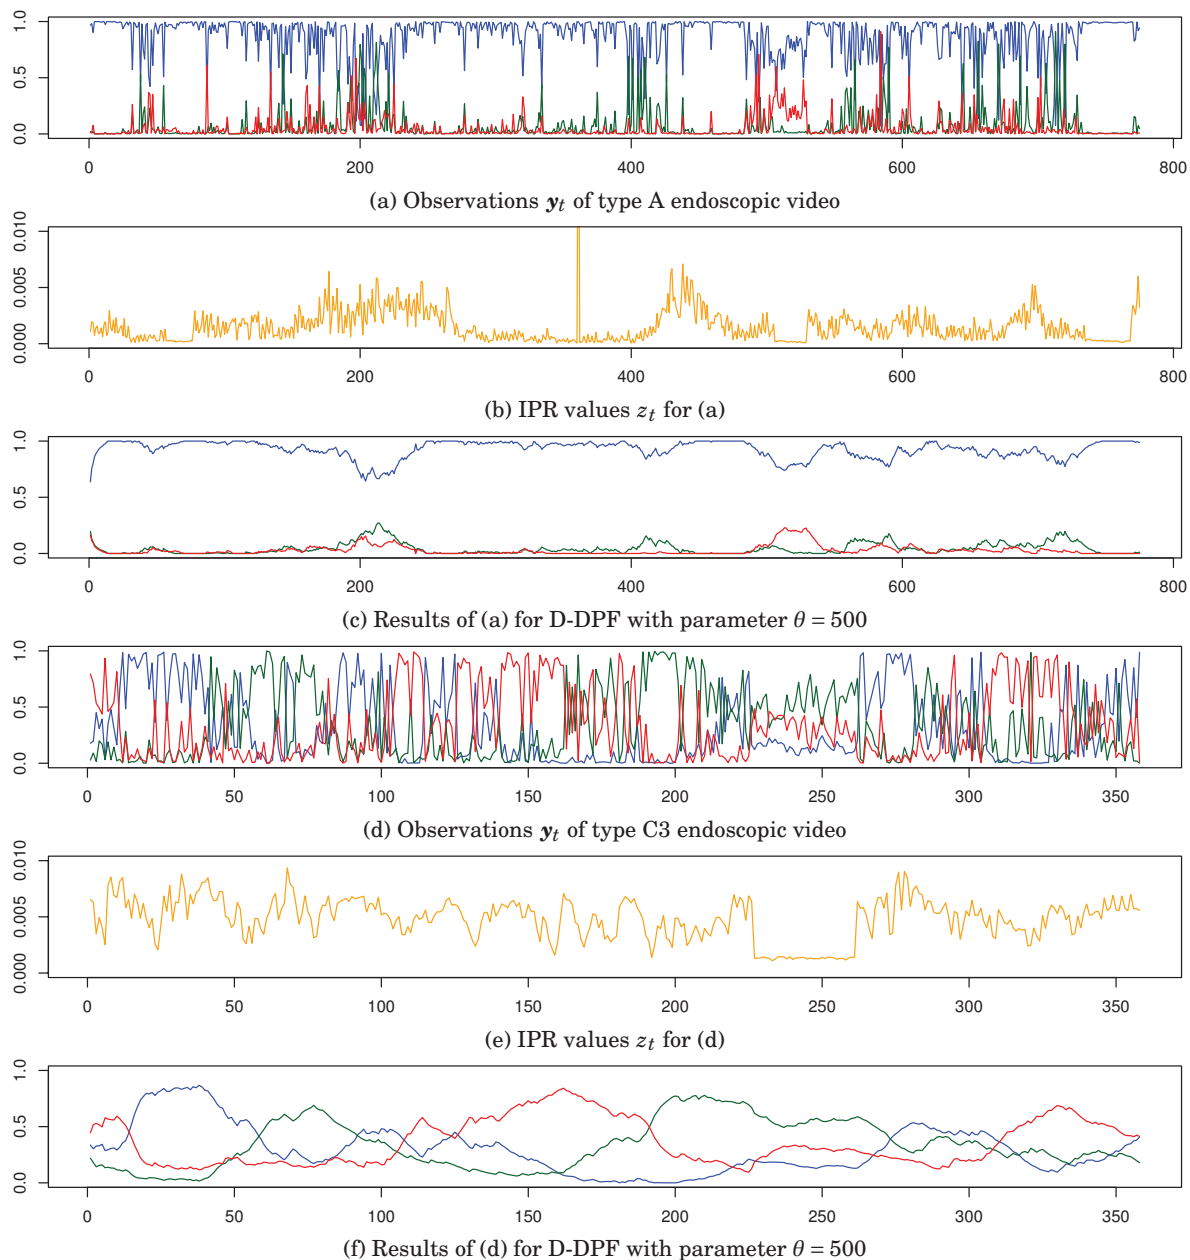 0.0 0.5 1.0
0 200 400 600 800
(a) Observations yt of type A endoscopic video
0.000 0.005 0.010
0 200 400 600 800
(b) IPR values zt for (a)
0.0 0.5 1.0
0 200 400 600 800
(c) Results of (a) for D-DPF with parameter θ = 500
0.0 0.5 1.0
0 50 100 150 200 250 300 350
(d) Observations yt of type C3 endoscopic video
0.000 0.005 0.010
0 50 100 150 200 250 300 350
(e) IPR values zt for (d)
0.0 0.5 1.0
0 50 100 150 200 250 300 350
(f) Results of (d) for D-DPF with parameter θ = 500